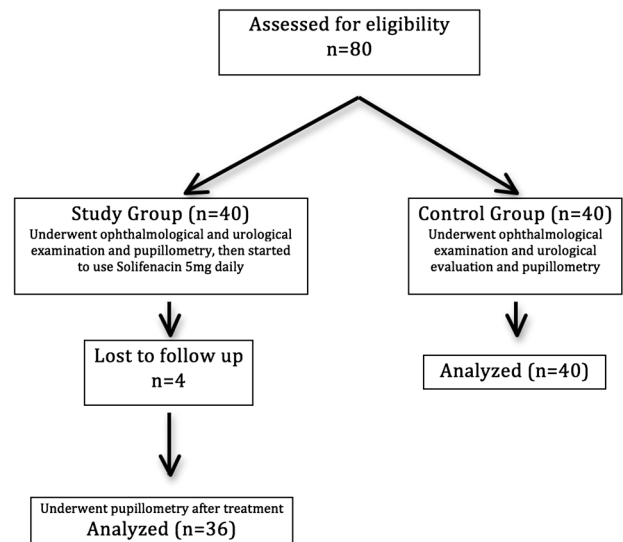 Assessed for eligibility
n=80
Study Group (n=40)
Underwent ophthalmological and urological
examination and pupillometry, then started
to use Solifenacin 5mg daily
Control Group (n=40)
Underwent ophthalmological
examination and urological
evaluation and pupillometry
Lost to follow up
n=4
Analyzed (n=40)
Underwent pupillometry after treatment
Analyzed (n=36)